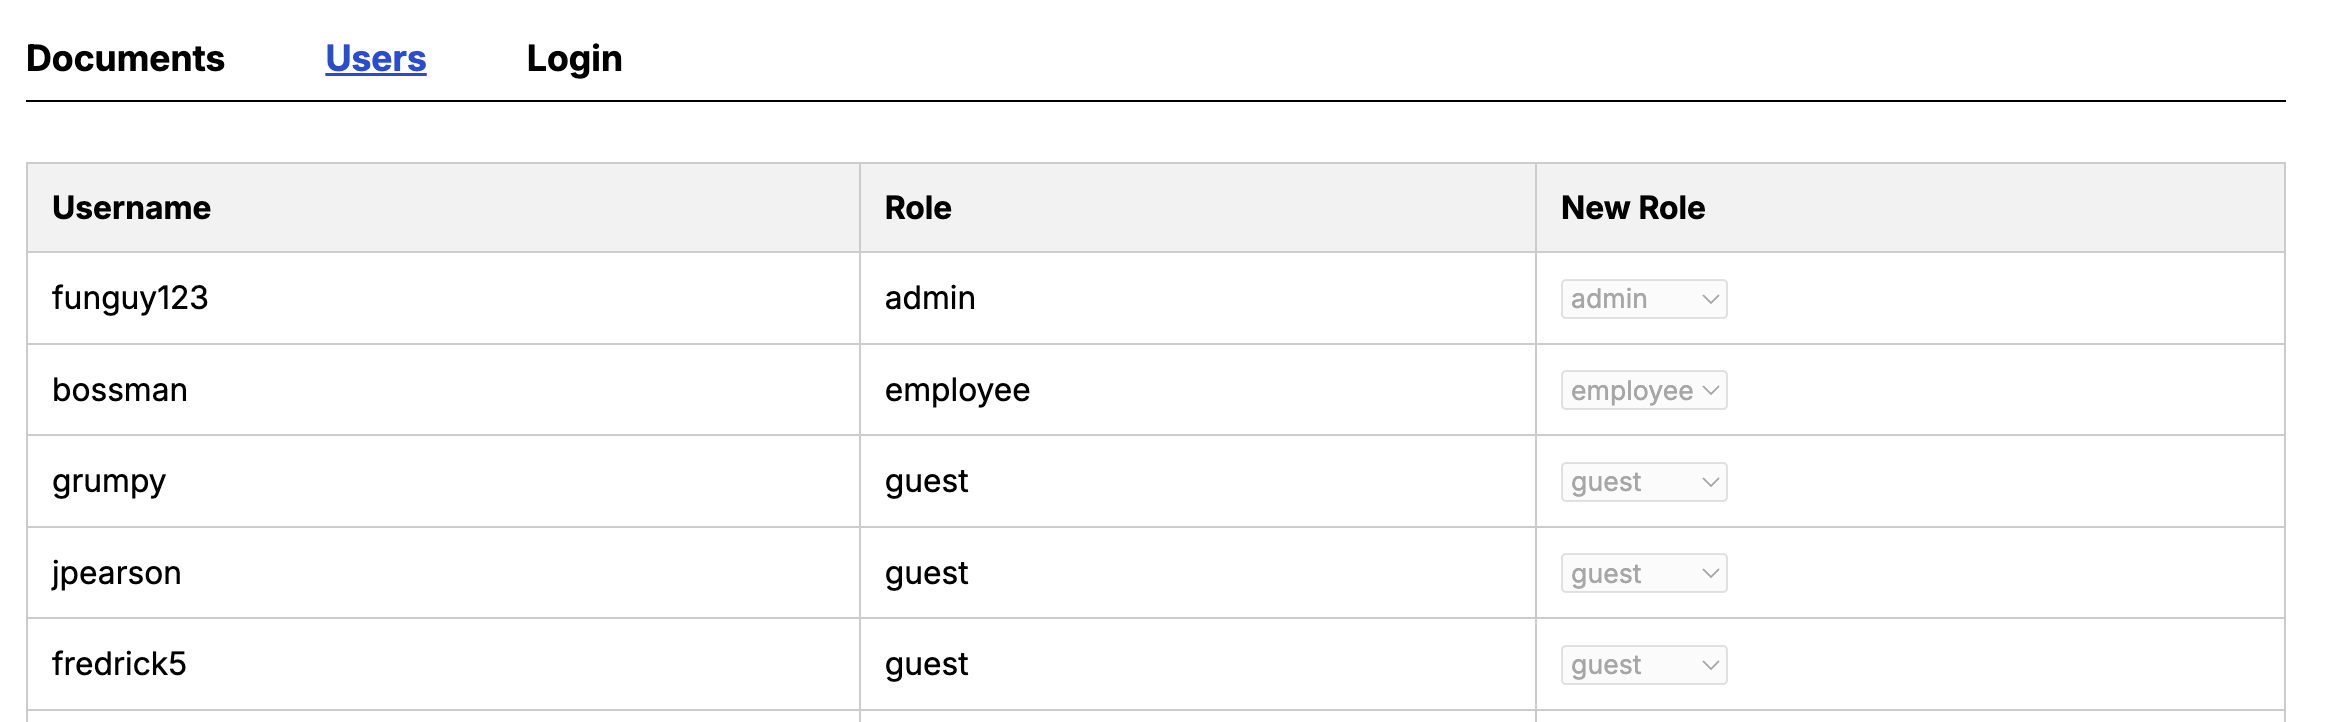 Documents Users Login
Username Role New Role
funguy123 admin admin
bossman employee employee
grumpy guest guest
jpearson guest guest
fredrick5 guest guest